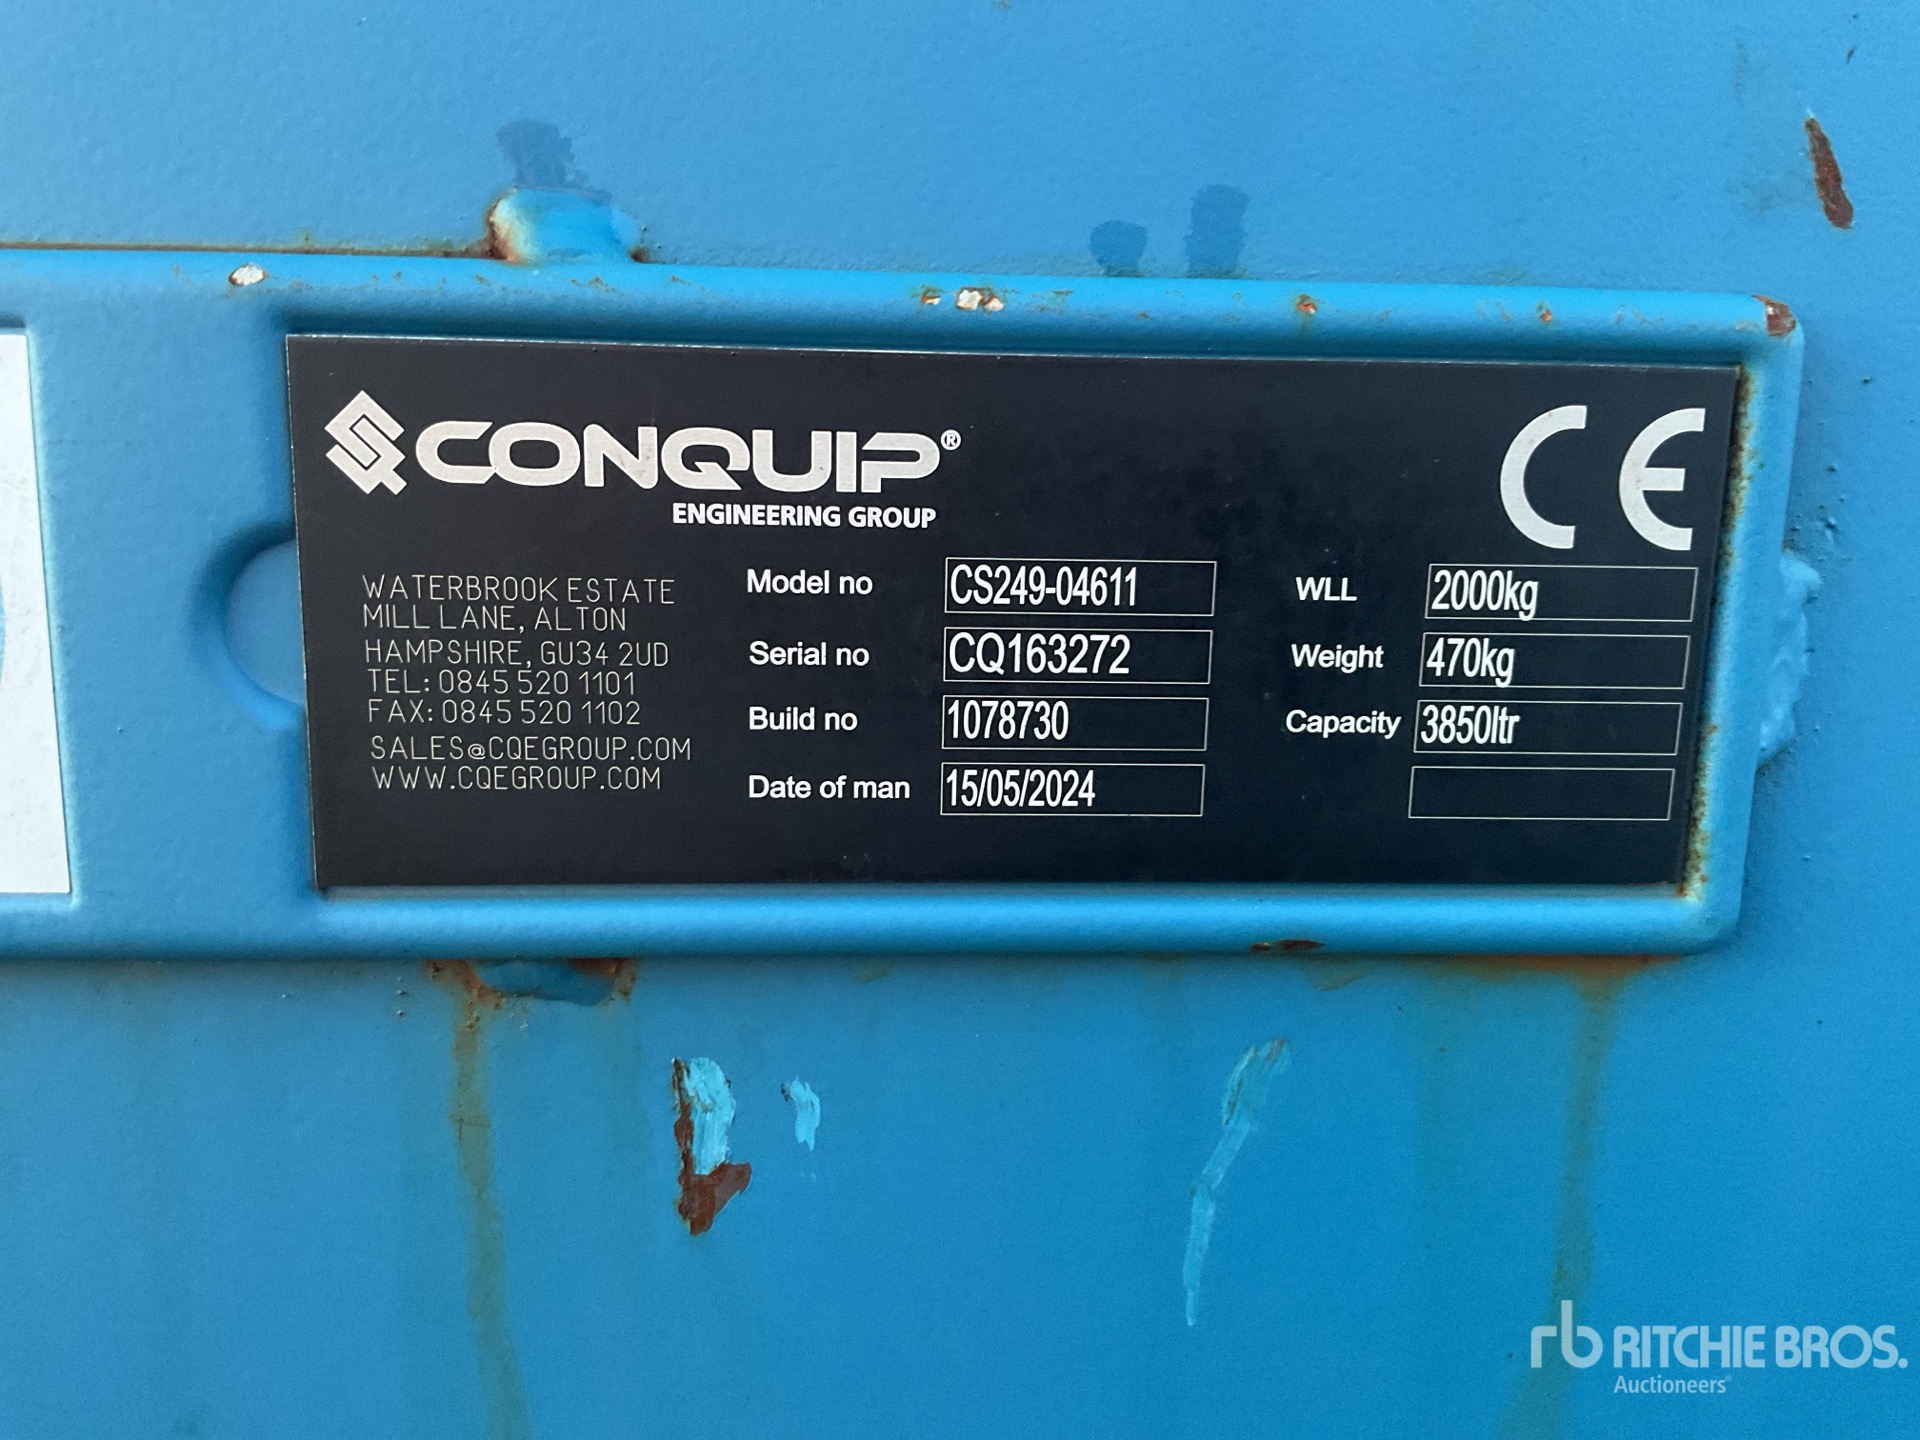 CONQUIP®
ENGINEERING GROUP
CE
WATERBROOK ESTATE
MILL LANE, ALTON
HAMPSHIRE, GU34 2UD
TEL: 0845 520 1101
FAX: 0845 520 1102
SALES@CQEGROUP.COM
WWW.CQEGROUP.COM
Model no CS249-04611
Serial no CQ163272
Build no 1078730
Date of man 15/05/2024
WLL 2000kg
Weight 470kg
Capacity 3850ltr
rb RITCHIE BROS.
Auctioneers®